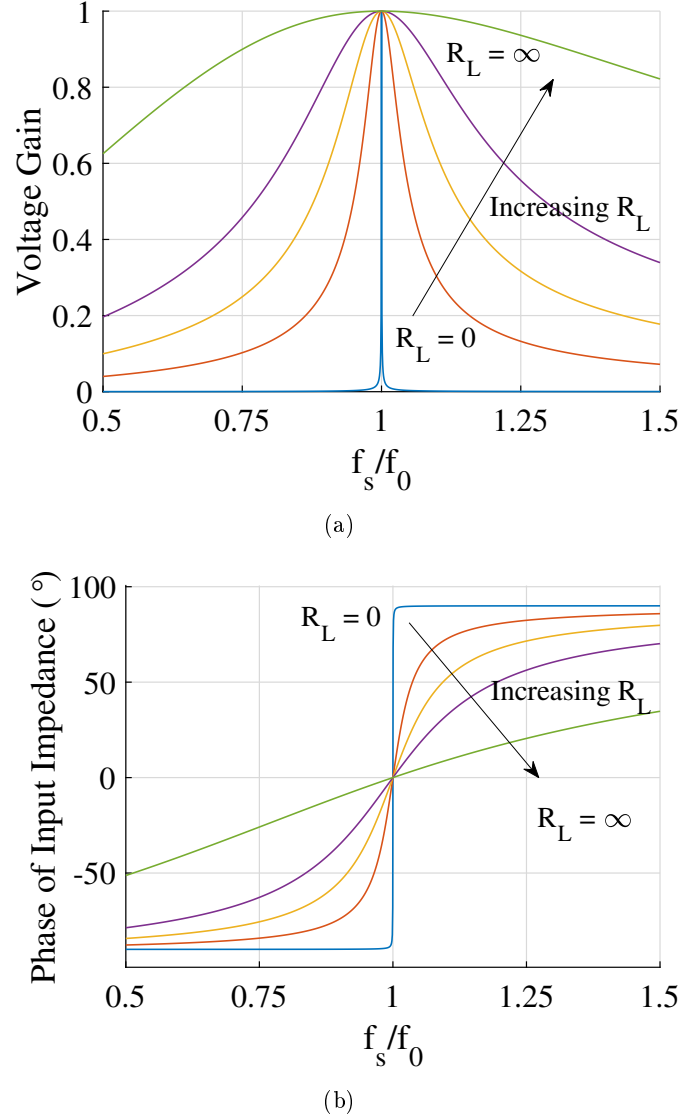 1
0.8
0.6
0.4
0.2
0
Voltage Gain
R_L = ∞
Increasing R_L
R_L = 0
0.5 0.75 1 1.25 1.5
f_s/f_0
(a)
100
50
0
-50
Phase of Input Impedance (°)
R_L = 0
Increasing R_L
R_L = ∞
0.5 0.75 1 1.25 1.5
f_s/f_0
(b)